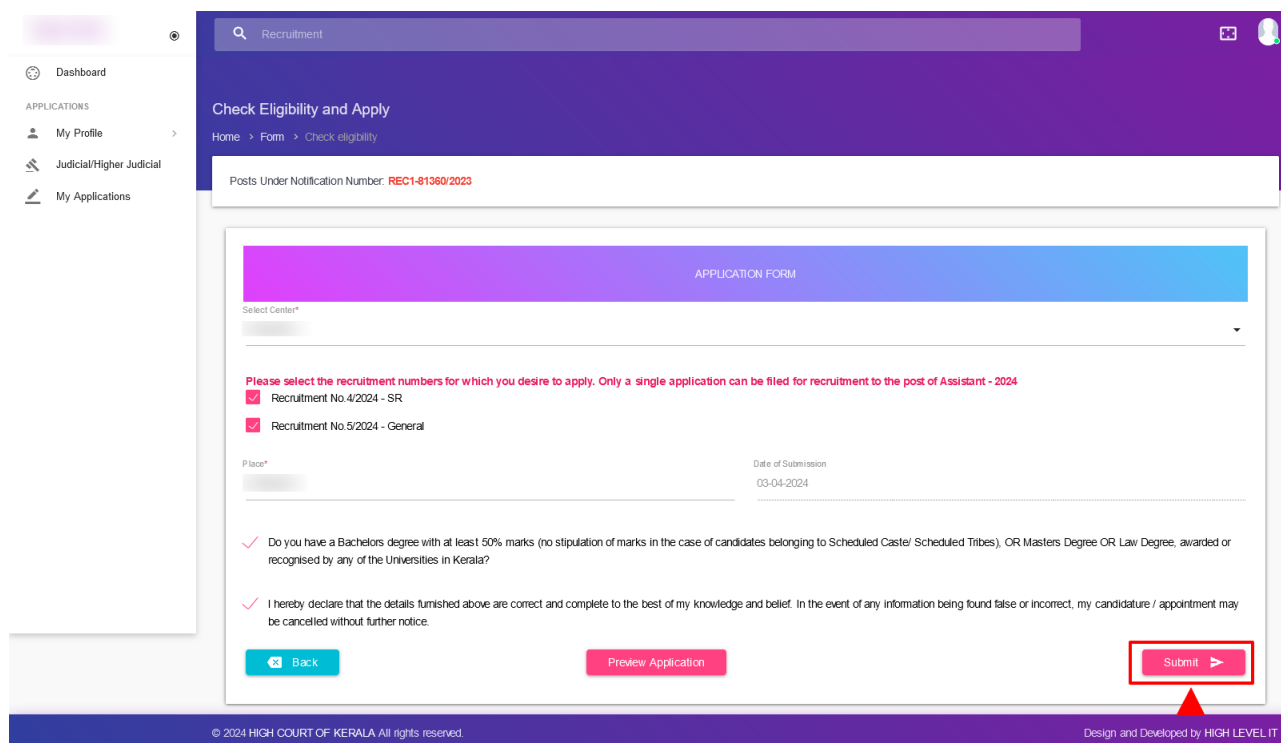 Recruitment
Dashboard
APPLICATIONS
My Profile
Judicial/Higher Judicial
My Applications
Check Eligibility and Apply
Home > Form > Check eligibility
Posts Under Notification Number: REC1-81360/2023
APPLICATION FORM
Select Center*
Please select the recruitment numbers for which you desire to apply. Only a single application can be filed for recruitment to the post of Assistant - 2024
Recruitment No.4/2024 - SR
Recruitment No.5/2024 - General
Place*
Date of Submission
03-04-2024
Do you have a Bachelors degree with at least 50% marks (no stipulation of marks in the case of candidates belonging to Scheduled Caste/ Scheduled Tribes), OR Masters Degree OR Law Degree, awarded or
recognised by any of the Universities in Kerala?
I hereby declare that the details furnished above are correct and complete to the best of my knowledge and belief. In the event of any information being found false or incorrect, my candidature / appointment may
be cancelled without further notice.
Back
Preview Application
Submit
© 2024 HIGH COURT OF KERALA All rights reserved.
Design and Developed by HIGH LEVEL IT